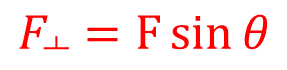 F⊥ = F sin θ